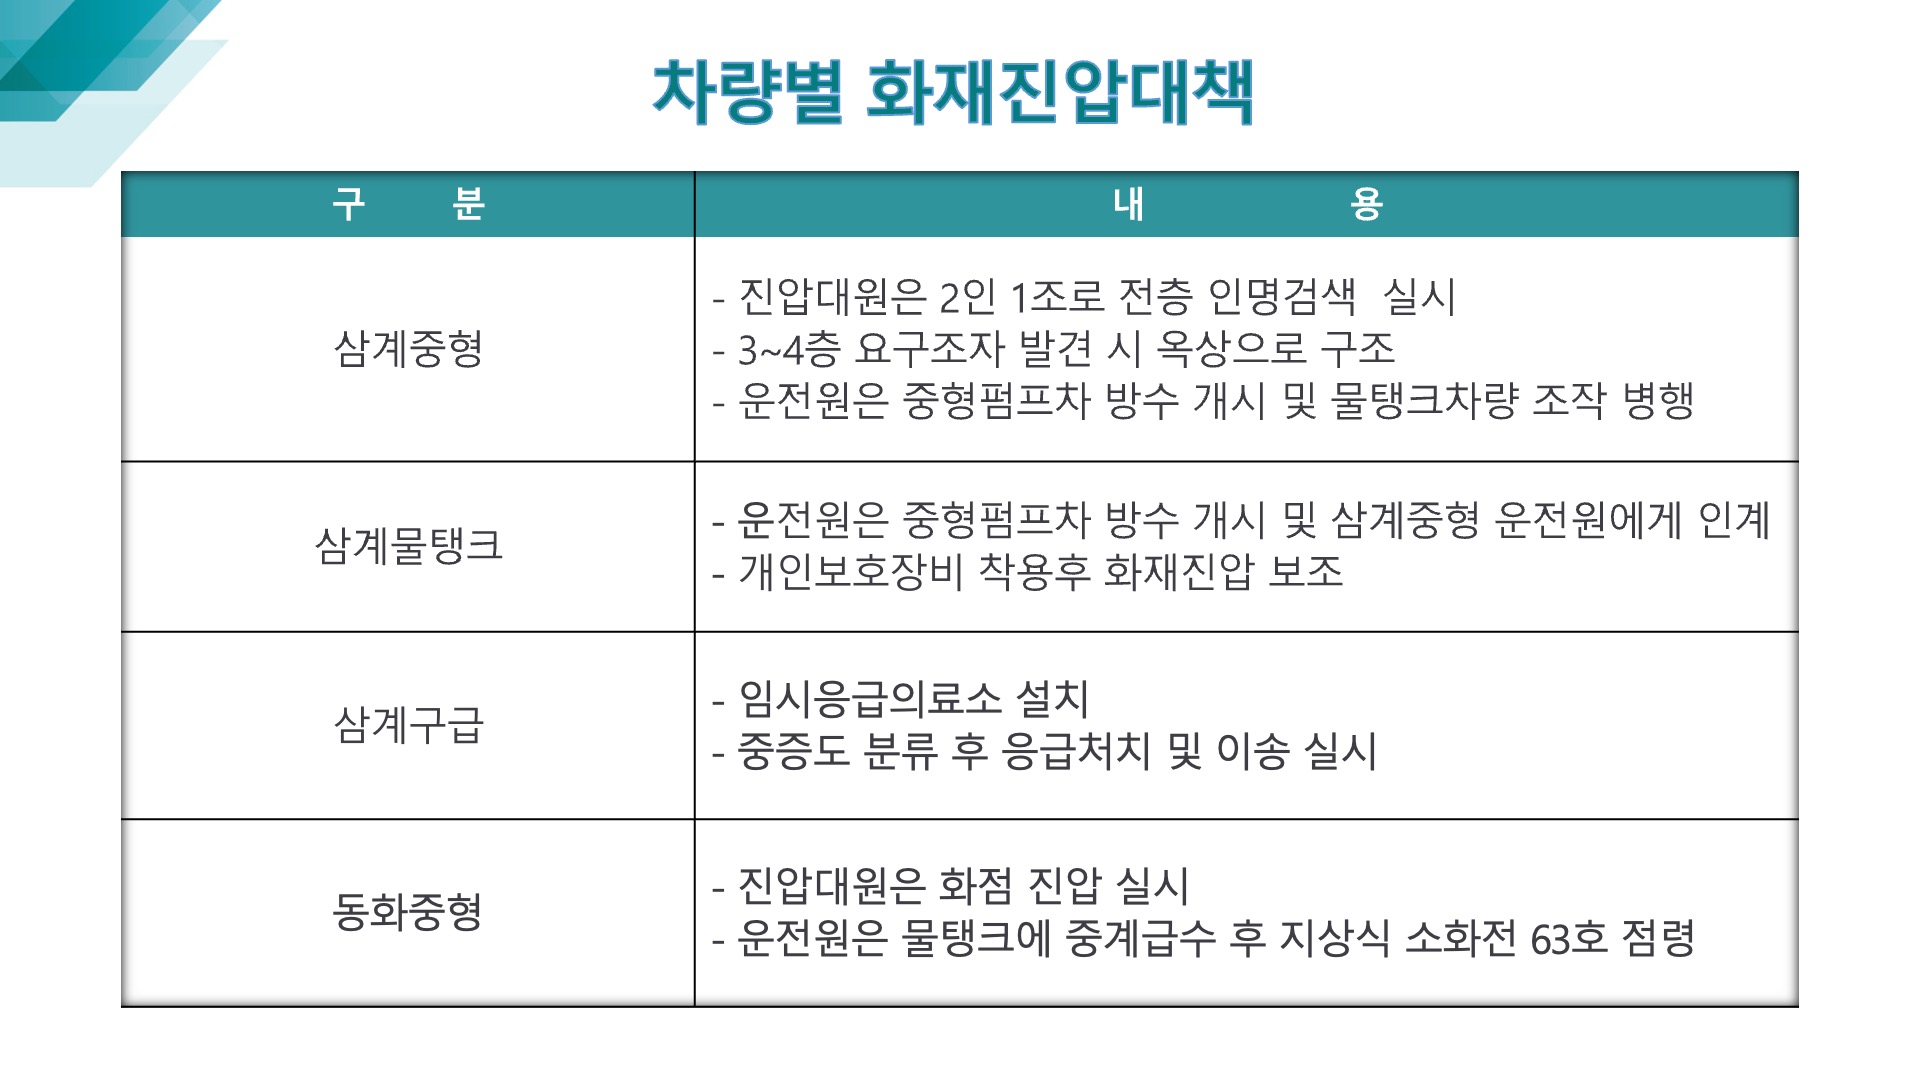 차량별 화재진압대책
구 분
내 용
삼계중형
- 진압대원은 2인 1조로 전층 인명검색 실시
- 3~4층 요구조자 발견 시 옥상으로 구조
- 운전원은 중형펌프차 방수 개시 및 물탱크차량 조작 병행
삼계물탱크
- 운전원은 중형펌프차 방수 개시 및 삼계중형 운전원에게 인계
- 개인보호장비 착용후 화재진압 보조
삼계구급
- 임시응급의료소 설치
- 중증도 분류 후 응급처치 및 이송 실시
동화중형
- 진압대원은 화점 진압 실시
- 운전원은 물탱크에 중계급수 후 지상식 소화전 63호 점령